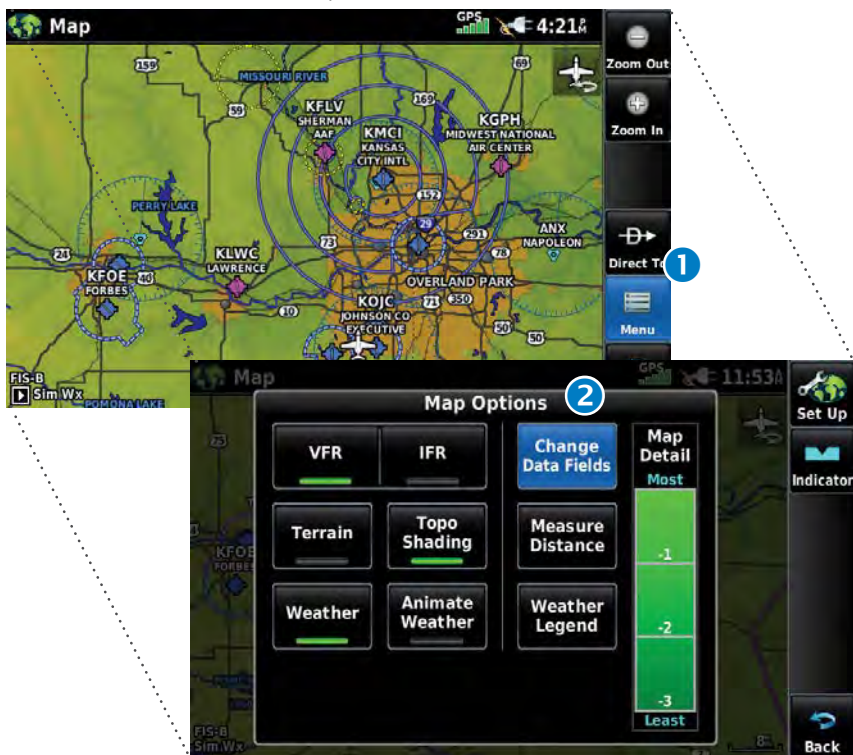 Map
GPS
4:21 PM
Zoom Out
Zoom In
Direct To
1
Menu
159
MISSOURI RIVER
69
59
KFLV
SHERMAN
AAF
169
KMCI
KANSAS
CITY INTL
KGPH
MIDWEST NATIONAL
AIR CENTER
152
PERRY LAKE
29
291
ANX
NAPOLEON
73
78
24
KLWC
LAWRENCE
KFOE
FORBES
40
OVERLAND PARK
71
350
10
KOJC
JOHNSON CO
EXECUTIVE
50
50
FIS-B
Sim Wx
POMONA LAKE
Map
GPS
11:53A
Map Options
2
Set Up
Indicator
VFR
IFR
Change
Data Fields
Map
Detail
Most
Terrain
Topo
Shading
Measure
Distance
-1
KFOE
FORBES
Weather
Animate
Weather
Weather
Legend
-2
-3
Least
FIS-B
Sim Wx
Back